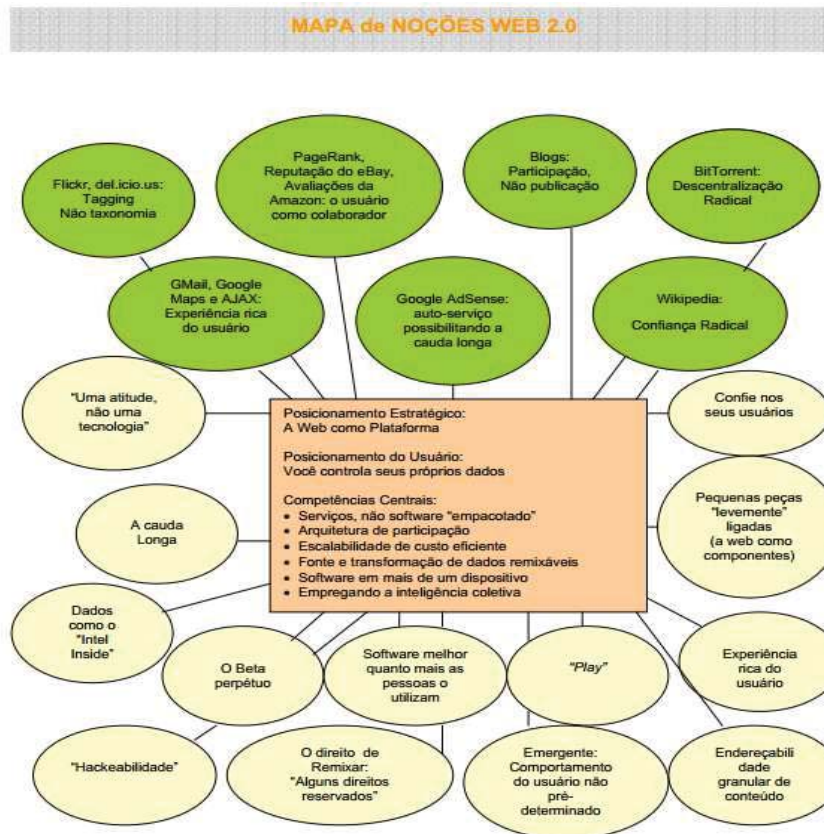 MAPA de NOÇÕES WEB 2.0
Flickr, del.icio.us:
Tagging
Não taxonomia
PageRank,
Reputação do eBay,
Avaliações da
Amazon: o usuário
como colaborador
Blogs:
Participação,
Não publicação
BitTorrent:
Descentralização
Radical
GMail, Google
Maps e AJAX:
Experiência rica
do usuário
Google AdSense:
auto-serviço
possibilitando a
cauda longa
Wikipedia:
Confiança Radical
"Uma atitude,
não uma
tecnologia"
Posicionamento Estratégico:
A Web como Plataforma
Posicionamento do Usuário:
Você controla seus próprios dados
Competências Centrais:
• Serviços, não software "empacotado"
• Arquitetura de participação
• Escalabilidade de custo eficiente
• Fonte e transformação de dados remixáveis
• Software em mais de um dispositivo
• Empregando a inteligência coletiva
Confie nos
seus usuários
A cauda
Longa
Pequenas peças
"levemente"
ligadas
(a web como
componentes)
Dados
como o
"Intel
Inside"
O Beta
perpétuo
Software melhor
quanto mais as
pessoas o
utilizam
"Play"
Experiência
rica do
usuário
"Hackeabilidade"
O direito de
Remixar:
"Alguns direitos
reservados"
Emergente:
Comportamento
do usuário não
pré-
determinado
Endereçabili
dade
granular de
conteúdo